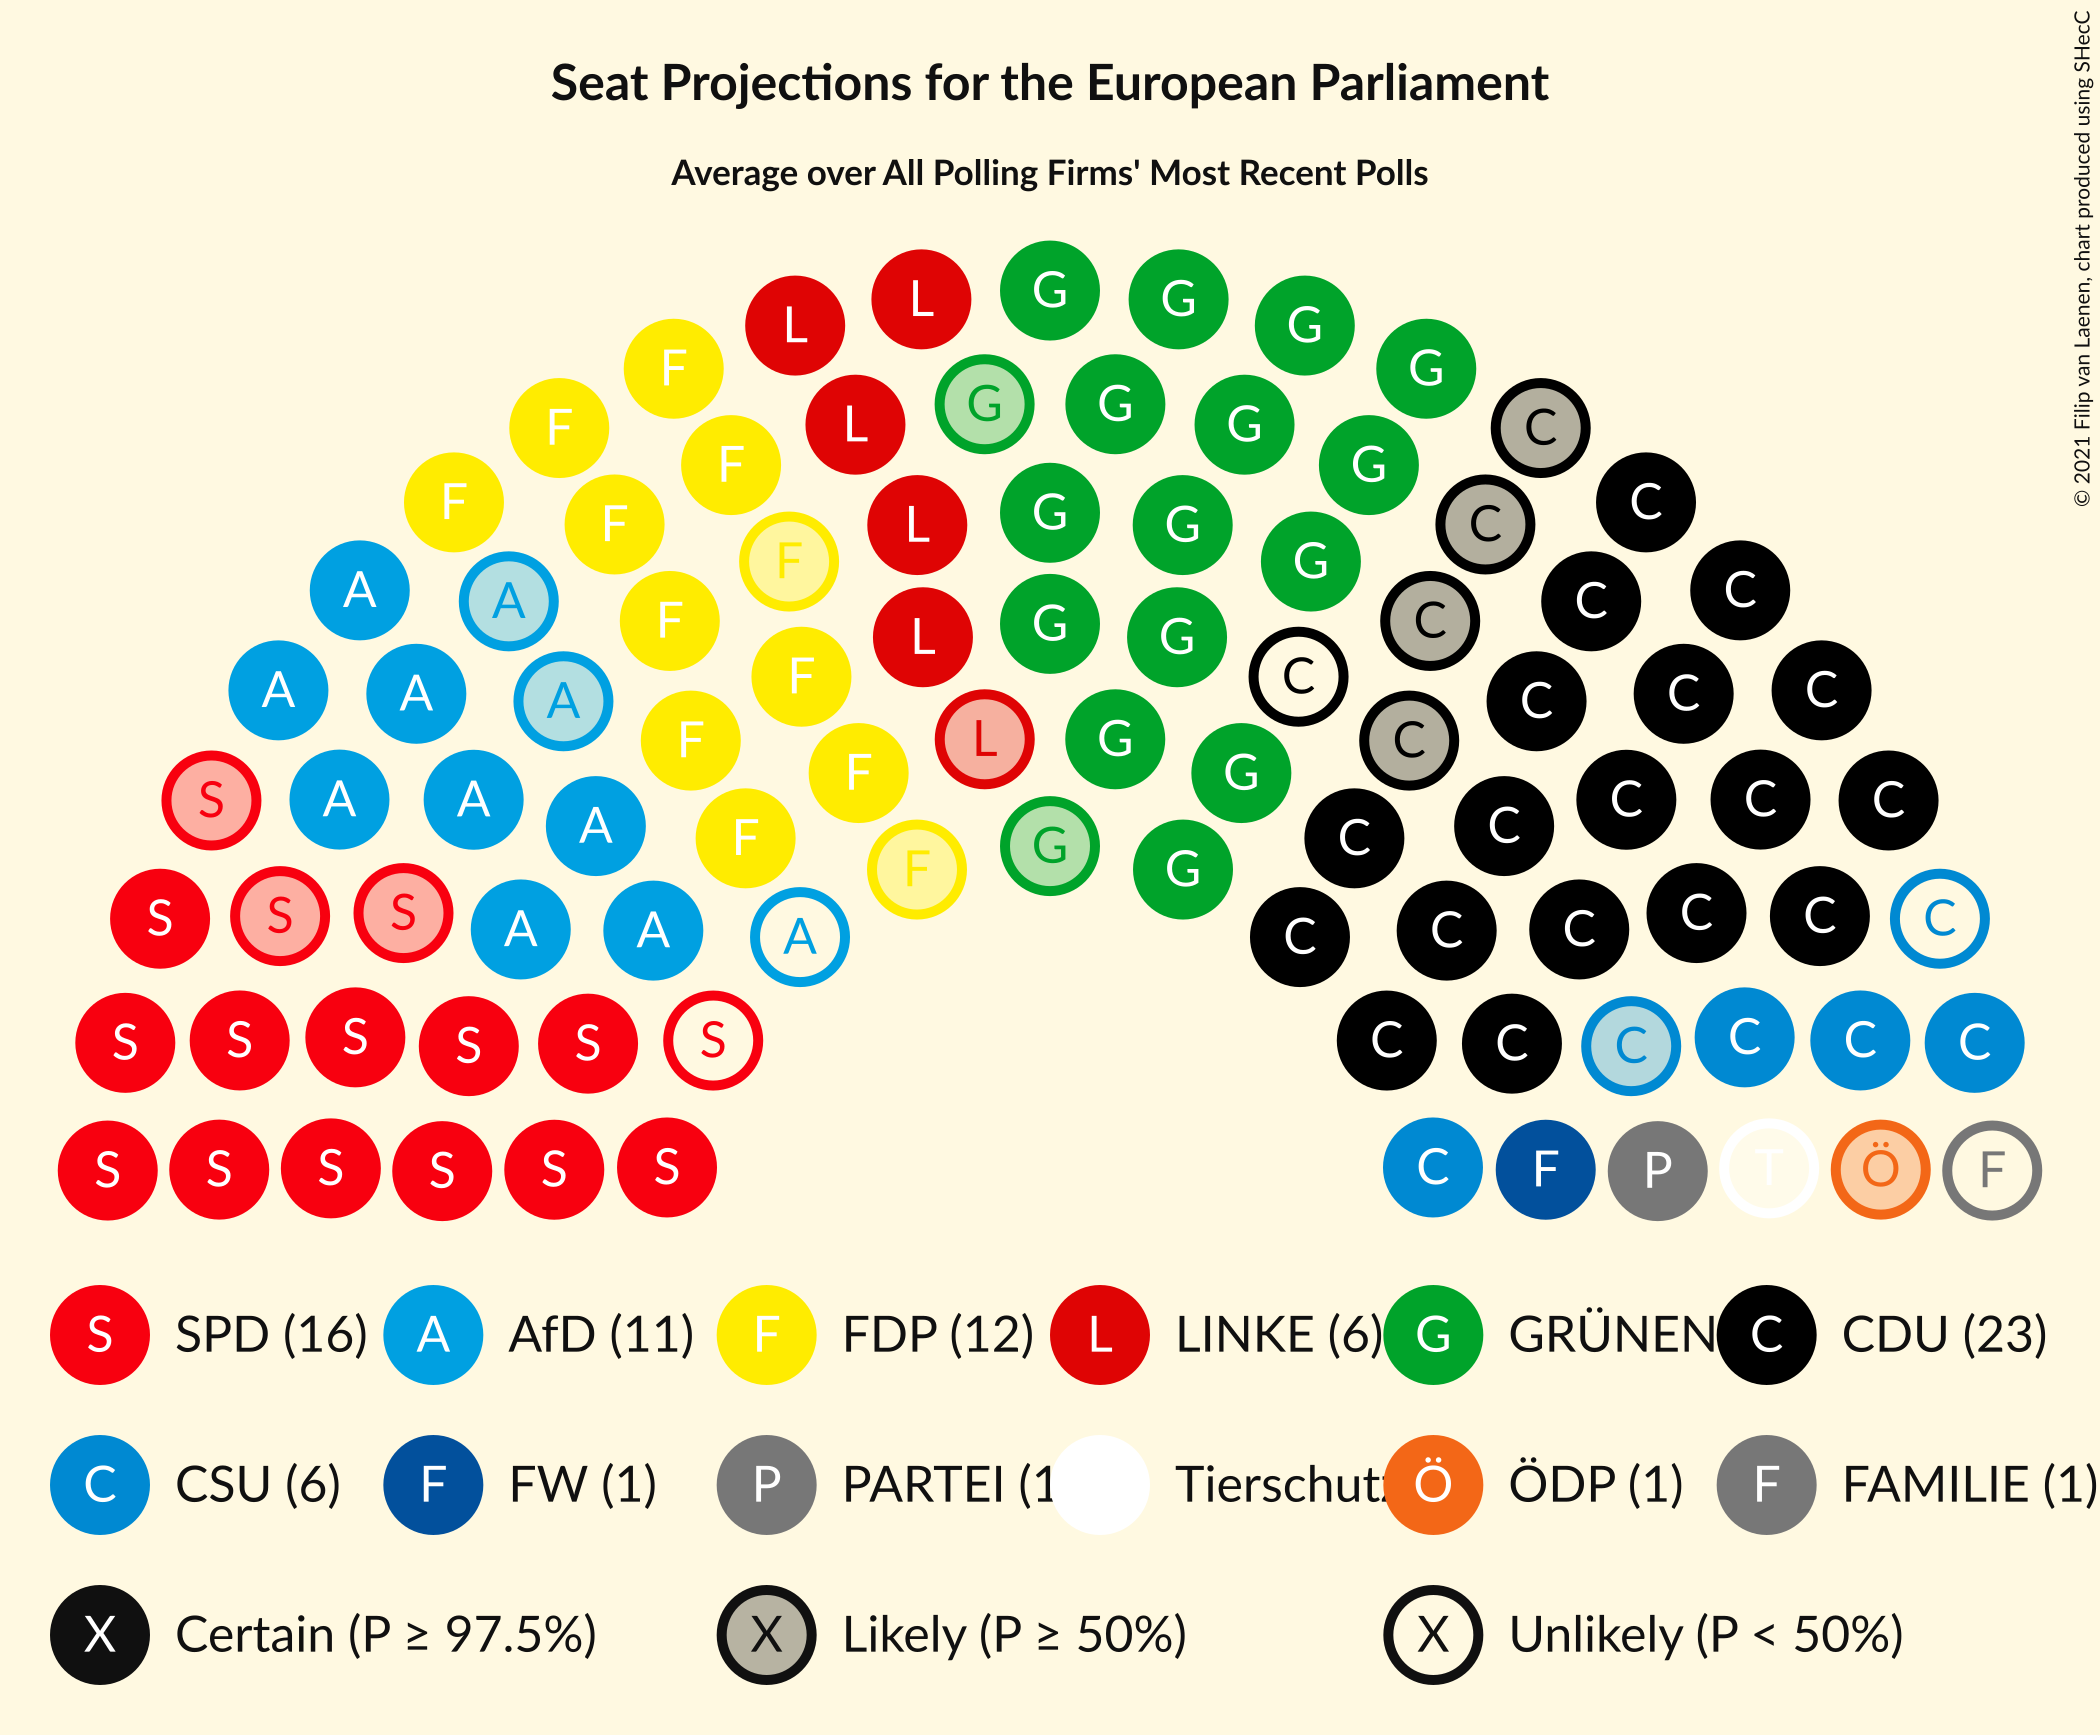 Seat Projections for the European Parliament
Average over All Polling Firms' Most Recent Polls
© 2021 Filip van Laenen, chart produced using SHecC
L L G G G G
F L G G G G C
F F L G G G C C
F F F L G G C C C
A A F F L G G C C C C
A A A F F G G C C C C C
S A A A F F C C C C C
S S S A A A C C C C C C
S S S S S S C C C C C C
S S S S S S C F P T Ö F
S SPD (16) A AfD (11) F FDP (12) L LINKE (6) G GRÜNEN C CDU (23)
C CSU (6) F FW (1) P PARTEI (1 Tierschutz Ö ÖDP (1) F FAMILIE (1)
X Certain (P ≥ 97.5%) X Likely (P ≥ 50%) X Unlikely (P < 50%)